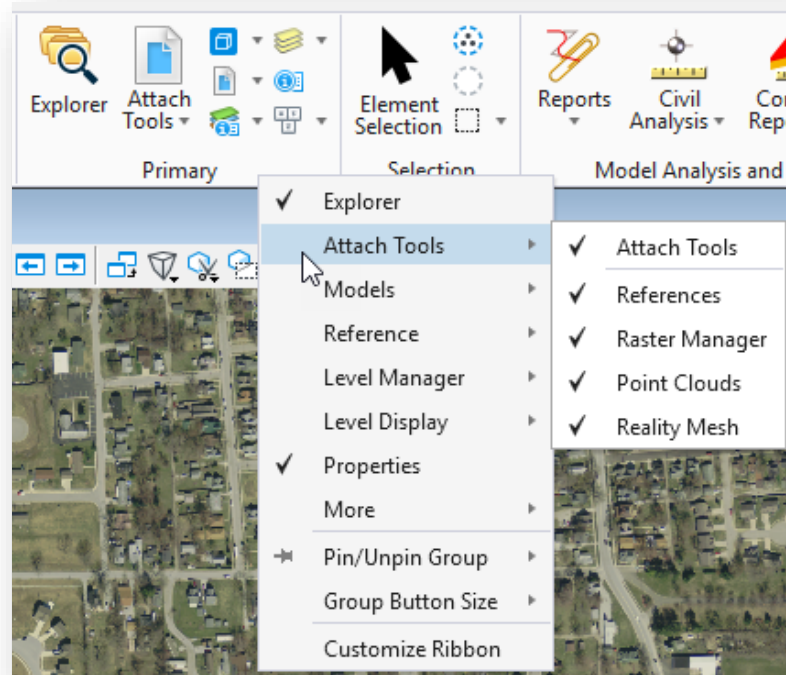 Explorer
Attach
Tools
Element
Selection
Reports
Civil
Analysis
Primary
Selection
Model Analysis and
Explorer
Attach Tools
Models
Reference
Level Manager
Level Display
Properties
More
Pin/Unpin Group
Group Button Size
Customize Ribbon
Attach Tools
References
Raster Manager
Point Clouds
Reality Mesh